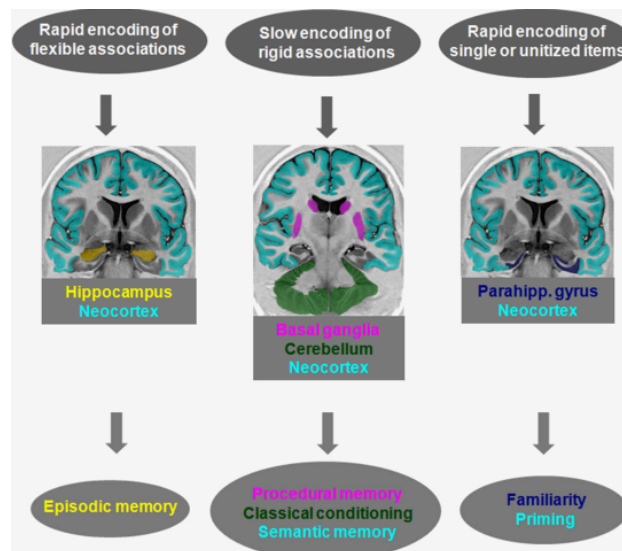 Rapid encoding of
flexible associations
Slow encoding of
rigid associations
Rapid encoding of
single or unitized items
Hippocampus
Neocortex
Basal ganglia
Cerebellum
Neocortex
Parahipp. gyrus
Neocortex
Episodic memory
Procedural memory
Classical conditioning
Semantic memory
Familiarity
Priming